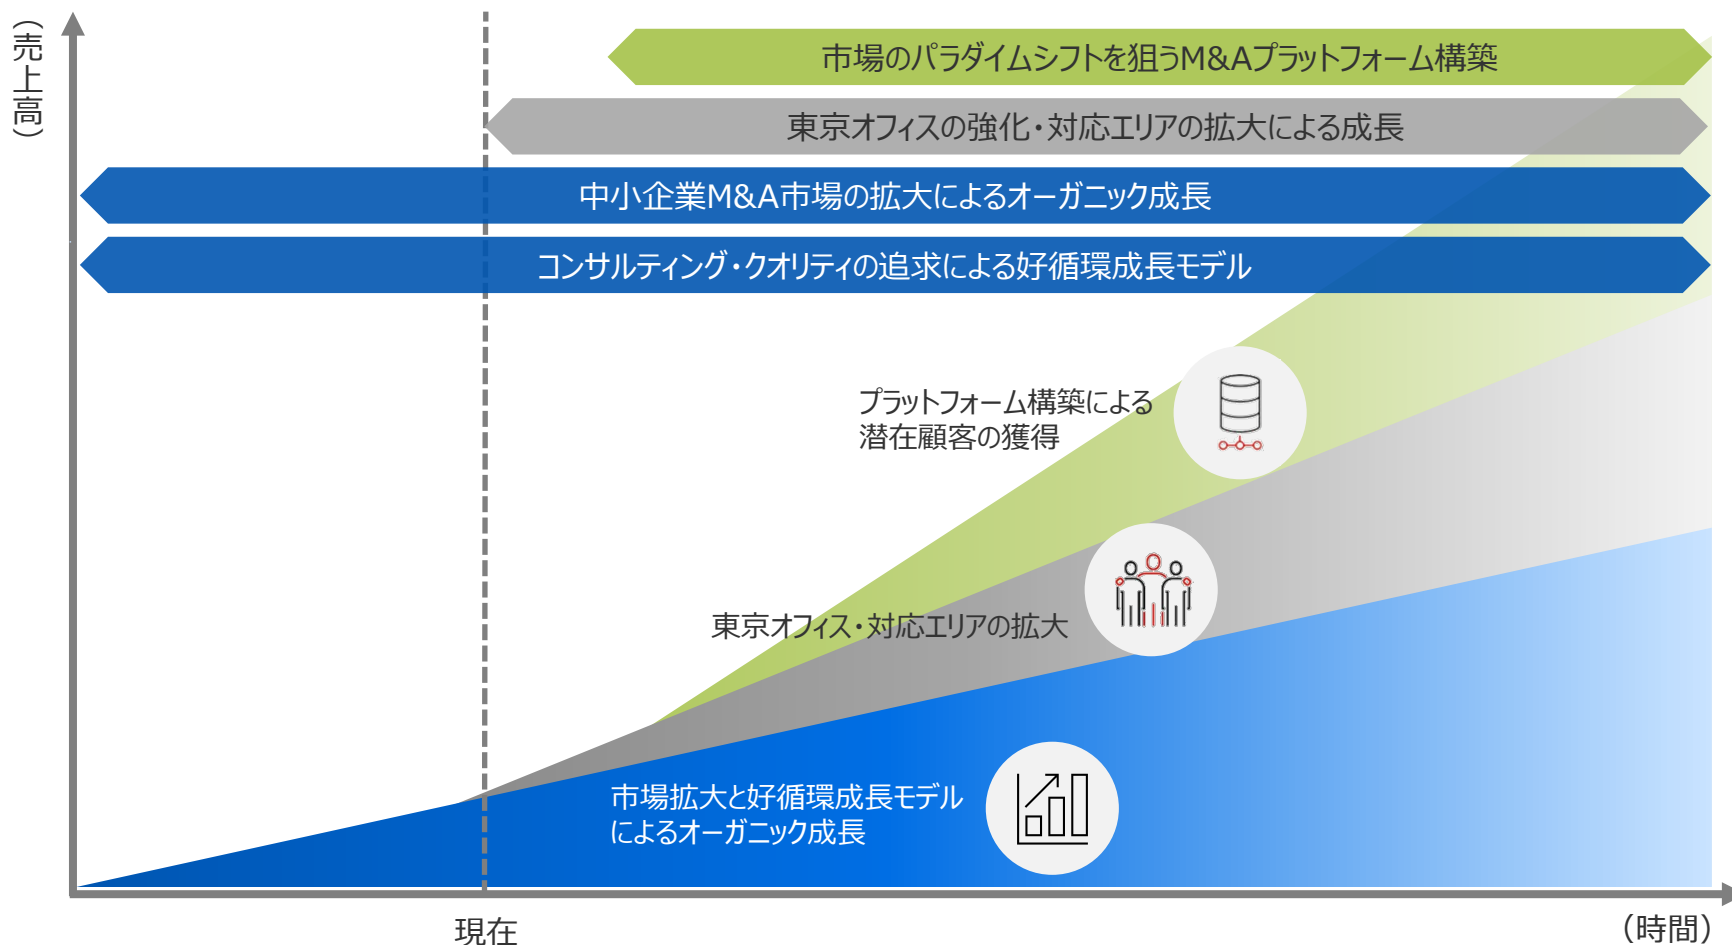 （売上高）
市場のパラダイムシフトを狙うM&Aプラットフォーム構築
東京オフィスの強化・対応エリアの拡大による成長
中小企業M&A市場の拡大によるオーガニック成長
コンサルティング・クオリティの追求による好循環成長モデル
プラットフォーム構築による
潜在顧客の獲得
東京オフィス・対応エリアの拡大
市場拡大と好循環成長モデル
によるオーガニック成長
現在
（時間）